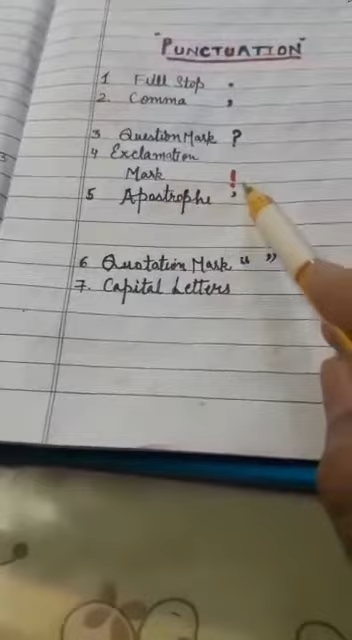 "PUNCTUATION"
1 Full Stop .
2. Comma ,
3 Question Mark ?
4 Exclamation
Mark !
5 Apostrophe '
6 Quotation Mark “ ”
7. Capital Letters